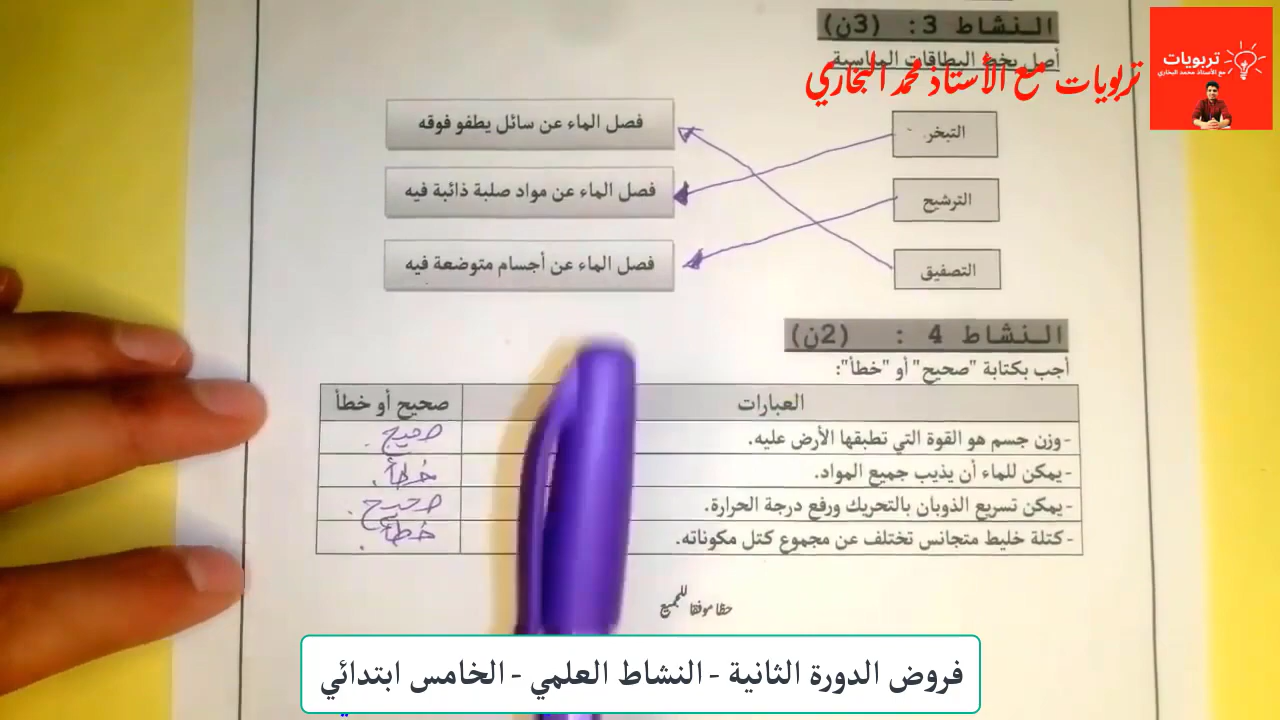 النشاط 3: (3ن)
أصل بخط البطاقات المناسبة
تربويات مع الأستاذ محمد البخاري
تربويات
مع الأستاذ محمد البخاري
التبخر
فصل الماء عن سائل يطفو فوقه
الترشيح
فصل الماء عن مواد صلبة ذائبة فيه
التصفيق
فصل الماء عن أجسام متوضعة فيه
النشاط 4 : (2ن)
أجب بكتابة "صحيح" أو "خطأ":
العبارات صحيح أو خطأ
-وزن جسم هو القوة التي تطبقها الأرض عليه. صحيح.
-يمكن للماء أن يذيب جميع المواد. خطأ.
-يمكن تسريع الذوبان بالتحريك ورفع درجة الحرارة. صحيح.
-كتلة خليط متجانس تختلف عن مجموع كتل مكوناته. خطأ.
حظا موفقا للجميع
فروض الدورة الثانية - النشاط العلمي - الخامس ابتدائي